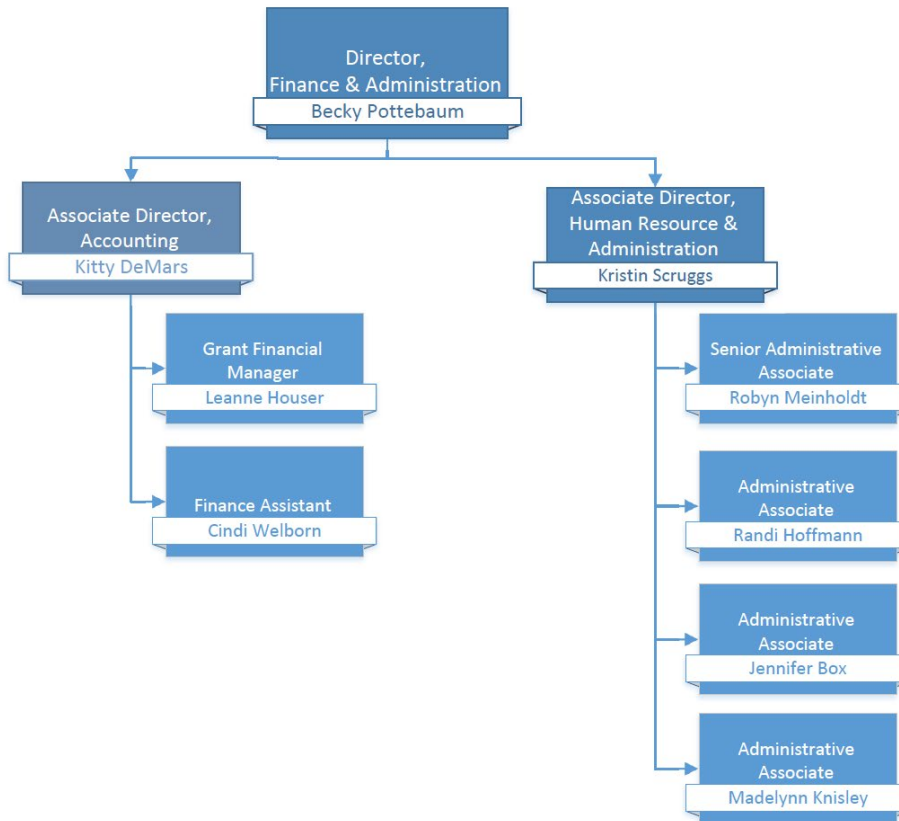 Director,
Finance & Administration
Becky Pottebaum
Associate Director,
Accounting
Kitty DeMars
Associate Director,
Human Resource &
Administration
Kristin Scruggs
Grant Financial
Manager
Leanne Houser
Finance Assistant
Cindi Welborn
Senior Administrative
Associate
Robyn Meinholdt
Administrative
Associate
Randi Hoffmann
Administrative
Associate
Jennifer Box
Administrative
Associate
Madelynn Knisley